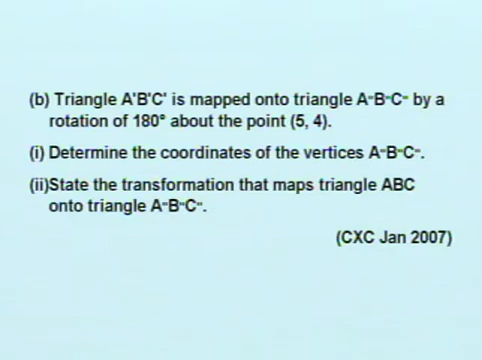 (b) Triangle A'B'C' is mapped onto triangle A"B"C" by a
rotation of 180° about the point (5, 4).
(i) Determine the coordinates of the vertices A"B"C".
(ii)State the transformation that maps triangle ABC
onto triangle A"B"C".
(CXC Jan 2007)